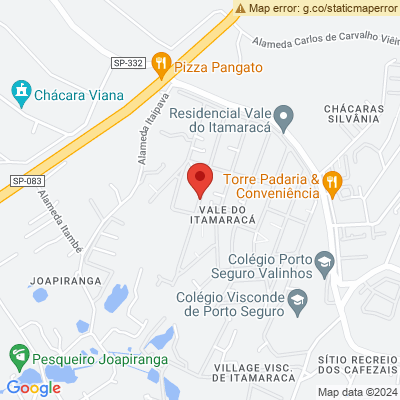 Map error: g.co/staticmaperror
Alameda Carlos de Carvalho Viei
SP-332
Pizza Pangato
Chácara Viana
CHÁCARAS
SILVÂNIA
Residencial Vale
do Itamaracá
Alameda Itaipava
SP-083
Torre Padaria &
Conveniência
VALE DO
ITAMARACÁ
Alameda Itambé
Colégio Porto
Seguro Valinhos
JOAPIRANGA
Colégio Visconde
de Porto Seguro
Pesqueiro Joapiranga
SÍTIO RECREIO
DOS CAFEZAIS
VILLAGE VISC.
DE ITAMARACA
Google
Map data ©2024